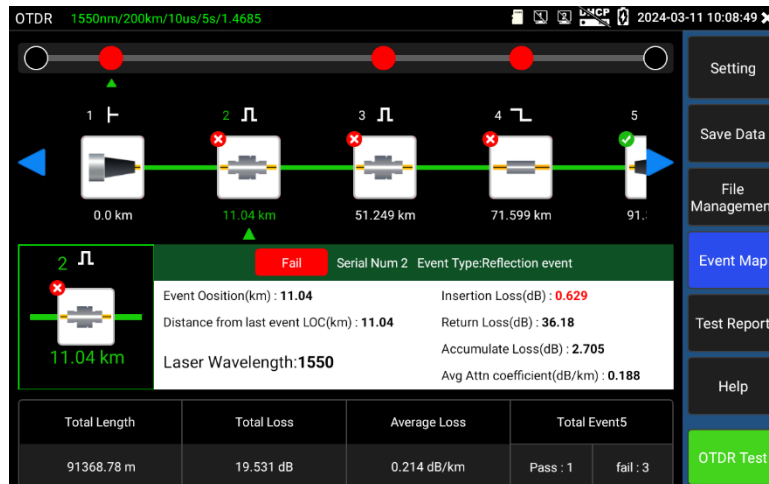 OTDR 1550nm/200km/10us/5s/1.4685 1 2 DHCP 2024-03-11 10:08:49
Setting
1 2 3 4 5
Save Data
0.0 km 11.04 km 51.249 km 71.599 km 91.
File
Managemen
2
Fail Serial Num 2 Event Type:Reflection event
Event Map
Event Oosition(km) : 11.04 Insertion Loss(dB) : 0.629
Distance from last event LOC(km) : 11.04 Return Loss(dB) : 36.18
Test Report
Laser Wavelength:1550 Accumulate Loss(dB) : 2.705
11.04 km
Avg Attn coefficient(dB/km) : 0.188
Help
Total Length Total Loss Average Loss Total Event5
91368.78 m 19.531 dB 0.214 dB/km Pass : 1 fail : 3
OTDR Test